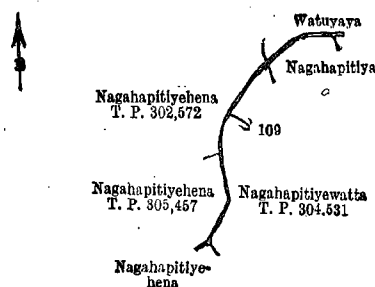 Watuyaya
Nagahapitiya
Nagahapitiyehena
T. P. 302,572
109
Nagahapitiyehena
T. P. 305,457
Nagahapitiyewatta
T. P. 304,531
Nagahapitiye-
hena